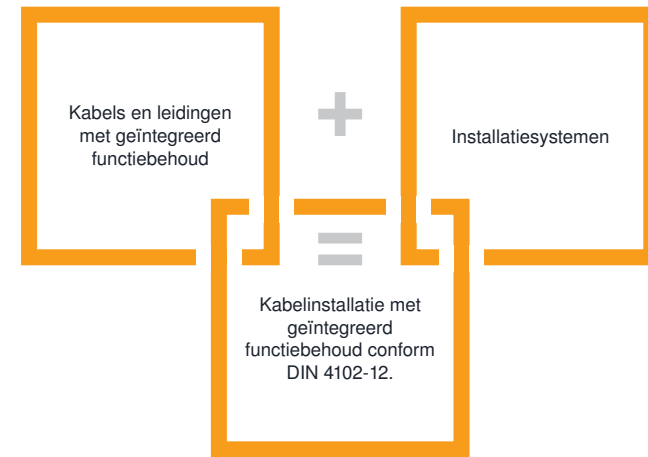 Kabels en leidingen
met geïntegreerd
functiebehoud
+
Installatiesystemen
=
Kabelinstallatie met
geïntegreerd
functiebehoud conform
DIN 4102-12.